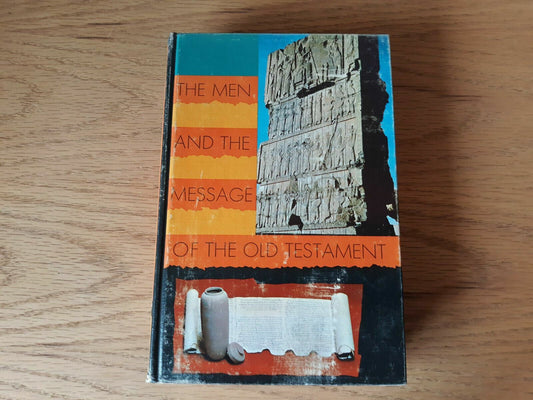 THE MEN
AND THE
MESSAGE
OF THE OLD TESTAMENT